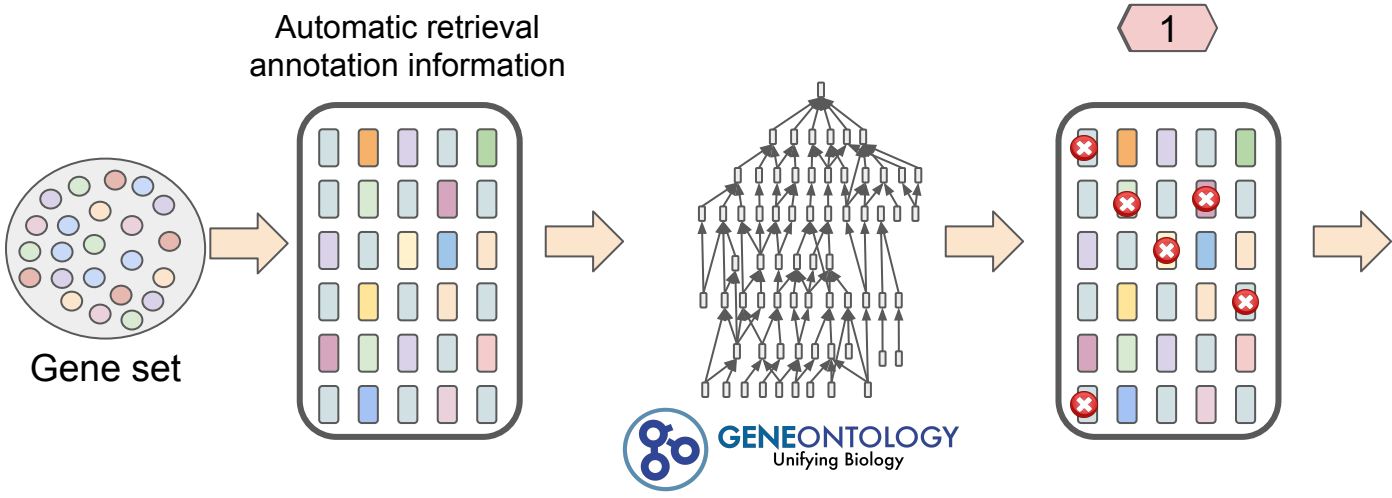 Automatic retrieval
annotation information
1
Gene set
GENEONTOLOGY
Unifying Biology